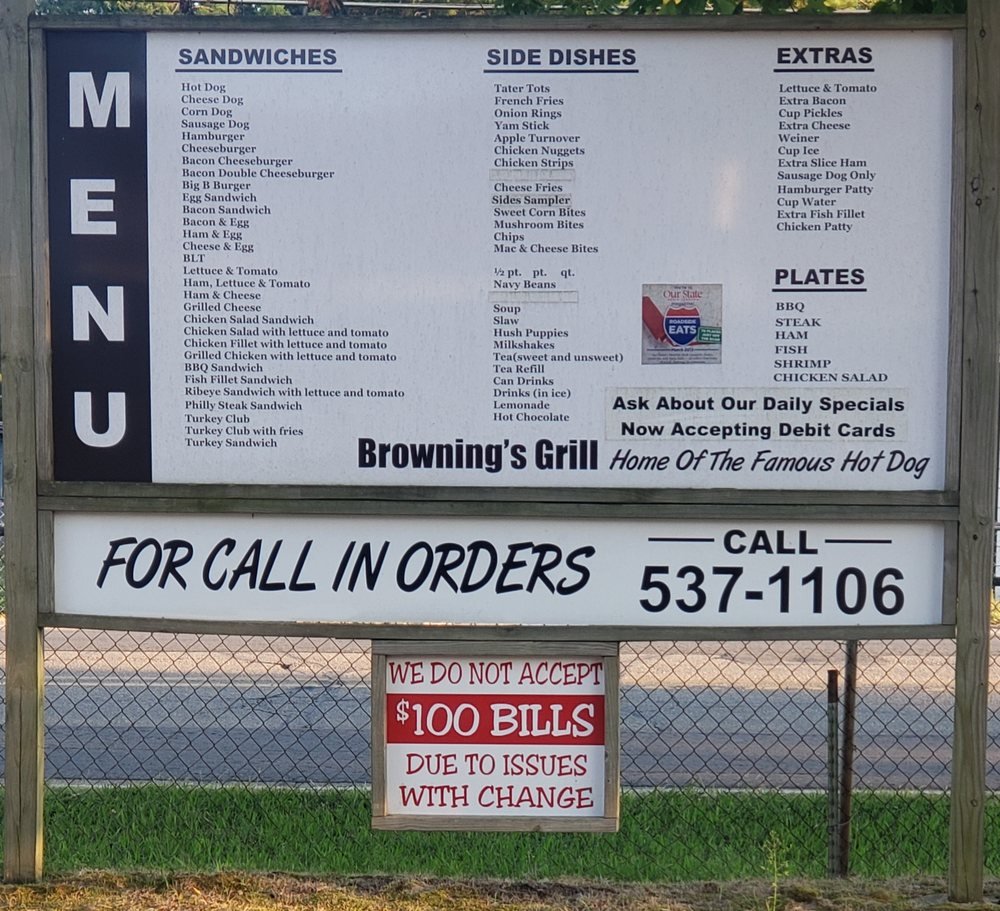 MENU
SANDWICHES
Hot Dog
Cheese Dog
Corn Dog
Sausage Dog
Hamburger
Cheeseburger
Bacon Cheeseburger
Bacon Double Cheeseburger
Big B Burger
Egg Sandwich
Bacon Sandwich
Bacon & Egg
Ham & Egg
Cheese & Egg
BLT
Lettuce & Tomato
Ham, Lettuce & Tomato
Ham & Cheese
Grilled Cheese
Chicken Salad Sandwich
Chicken Salad with lettuce and tomato
Chicken Fillet with lettuce and tomato
Grilled Chicken with lettuce and tomato
BBQ Sandwich
Fish Fillet Sandwich
Ribeye Sandwich with lettuce and tomato
Philly Steak Sandwich
Turkey Club
Turkey Club with fries
Turkey Sandwich
SIDE DISHES
Tater Tots
French Fries
Onion Rings
Yam Stick
Apple Turnover
Chicken Nuggets
Chicken Strips
Cheese Fries
Sides Sampler
Sweet Corn Bites
Mushroom Bites
Chips
Mac & Cheese Bites
½ pt. pt. qt.
Navy Beans
Soup
Slaw
Hush Puppies
Milkshakes
Tea(sweet and unsweet)
Tea Refill
Can Drinks
Drinks (in ice)
Lemonade
Hot Chocolate
EXTRAS
Lettuce & Tomato
Extra Bacon
Cup Pickles
Extra Cheese
Weiner
Cup Ice
Extra Slice Ham
Sausage Dog Only
Hamburger Patty
Cup Water
Extra Fish Fillet
Chicken Patty
PLATES
BBQ
STEAK
HAM
FISH
SHRIMP
CHICKEN SALAD
Our State
ROADSIDE
EATS
Ask About Our Daily Specials
Now Accepting Debit Cards
Browning's Grill Home Of The Famous Hot Dog
FOR CALL IN ORDERS
CALL
537-1106
WE DO NOT ACCEPT
$100 BILLS
DUE TO ISSUES
WITH CHANGE